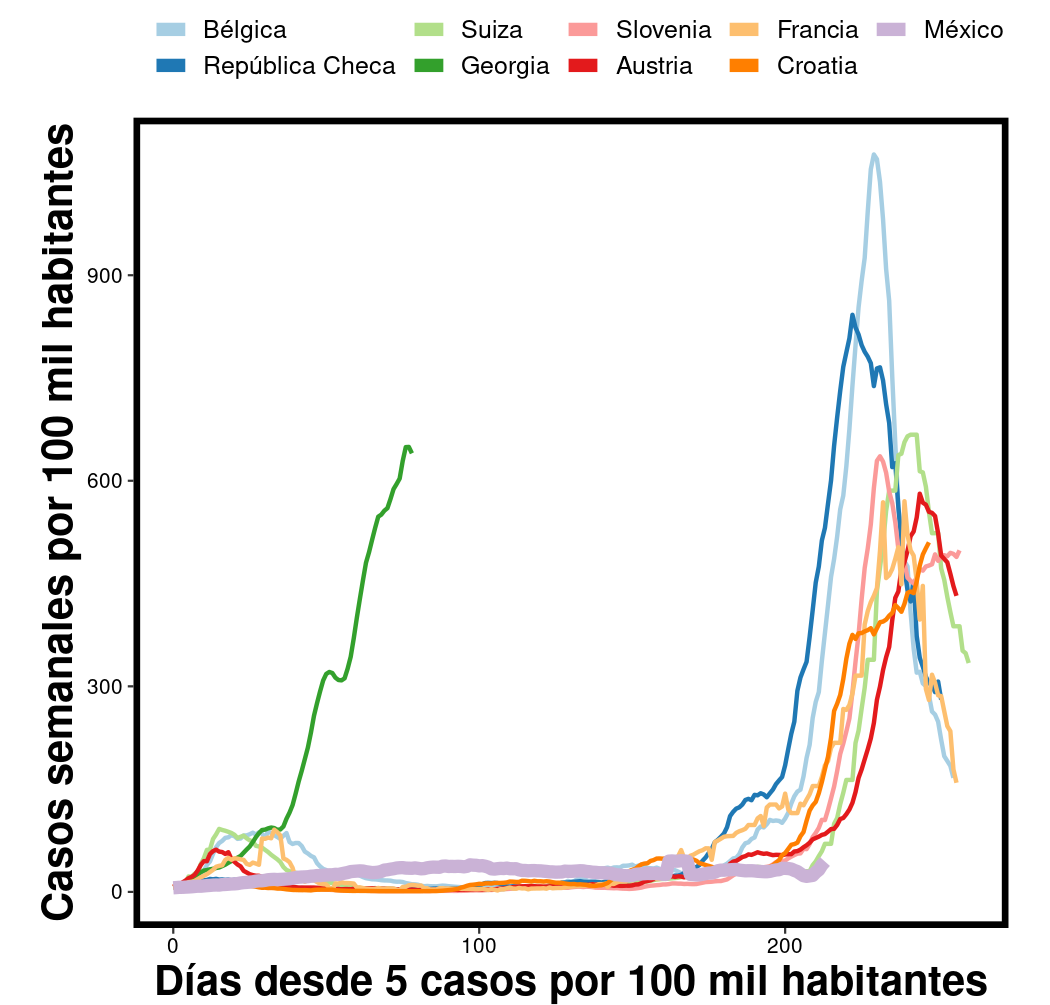 Bélgica Suiza Slovenia Francia México
República Checa Georgia Austria Croatia
Casos semanales por 100 mil habitantes
900
600
300
0
0 100 200
Días desde 5 casos por 100 mil habitantes